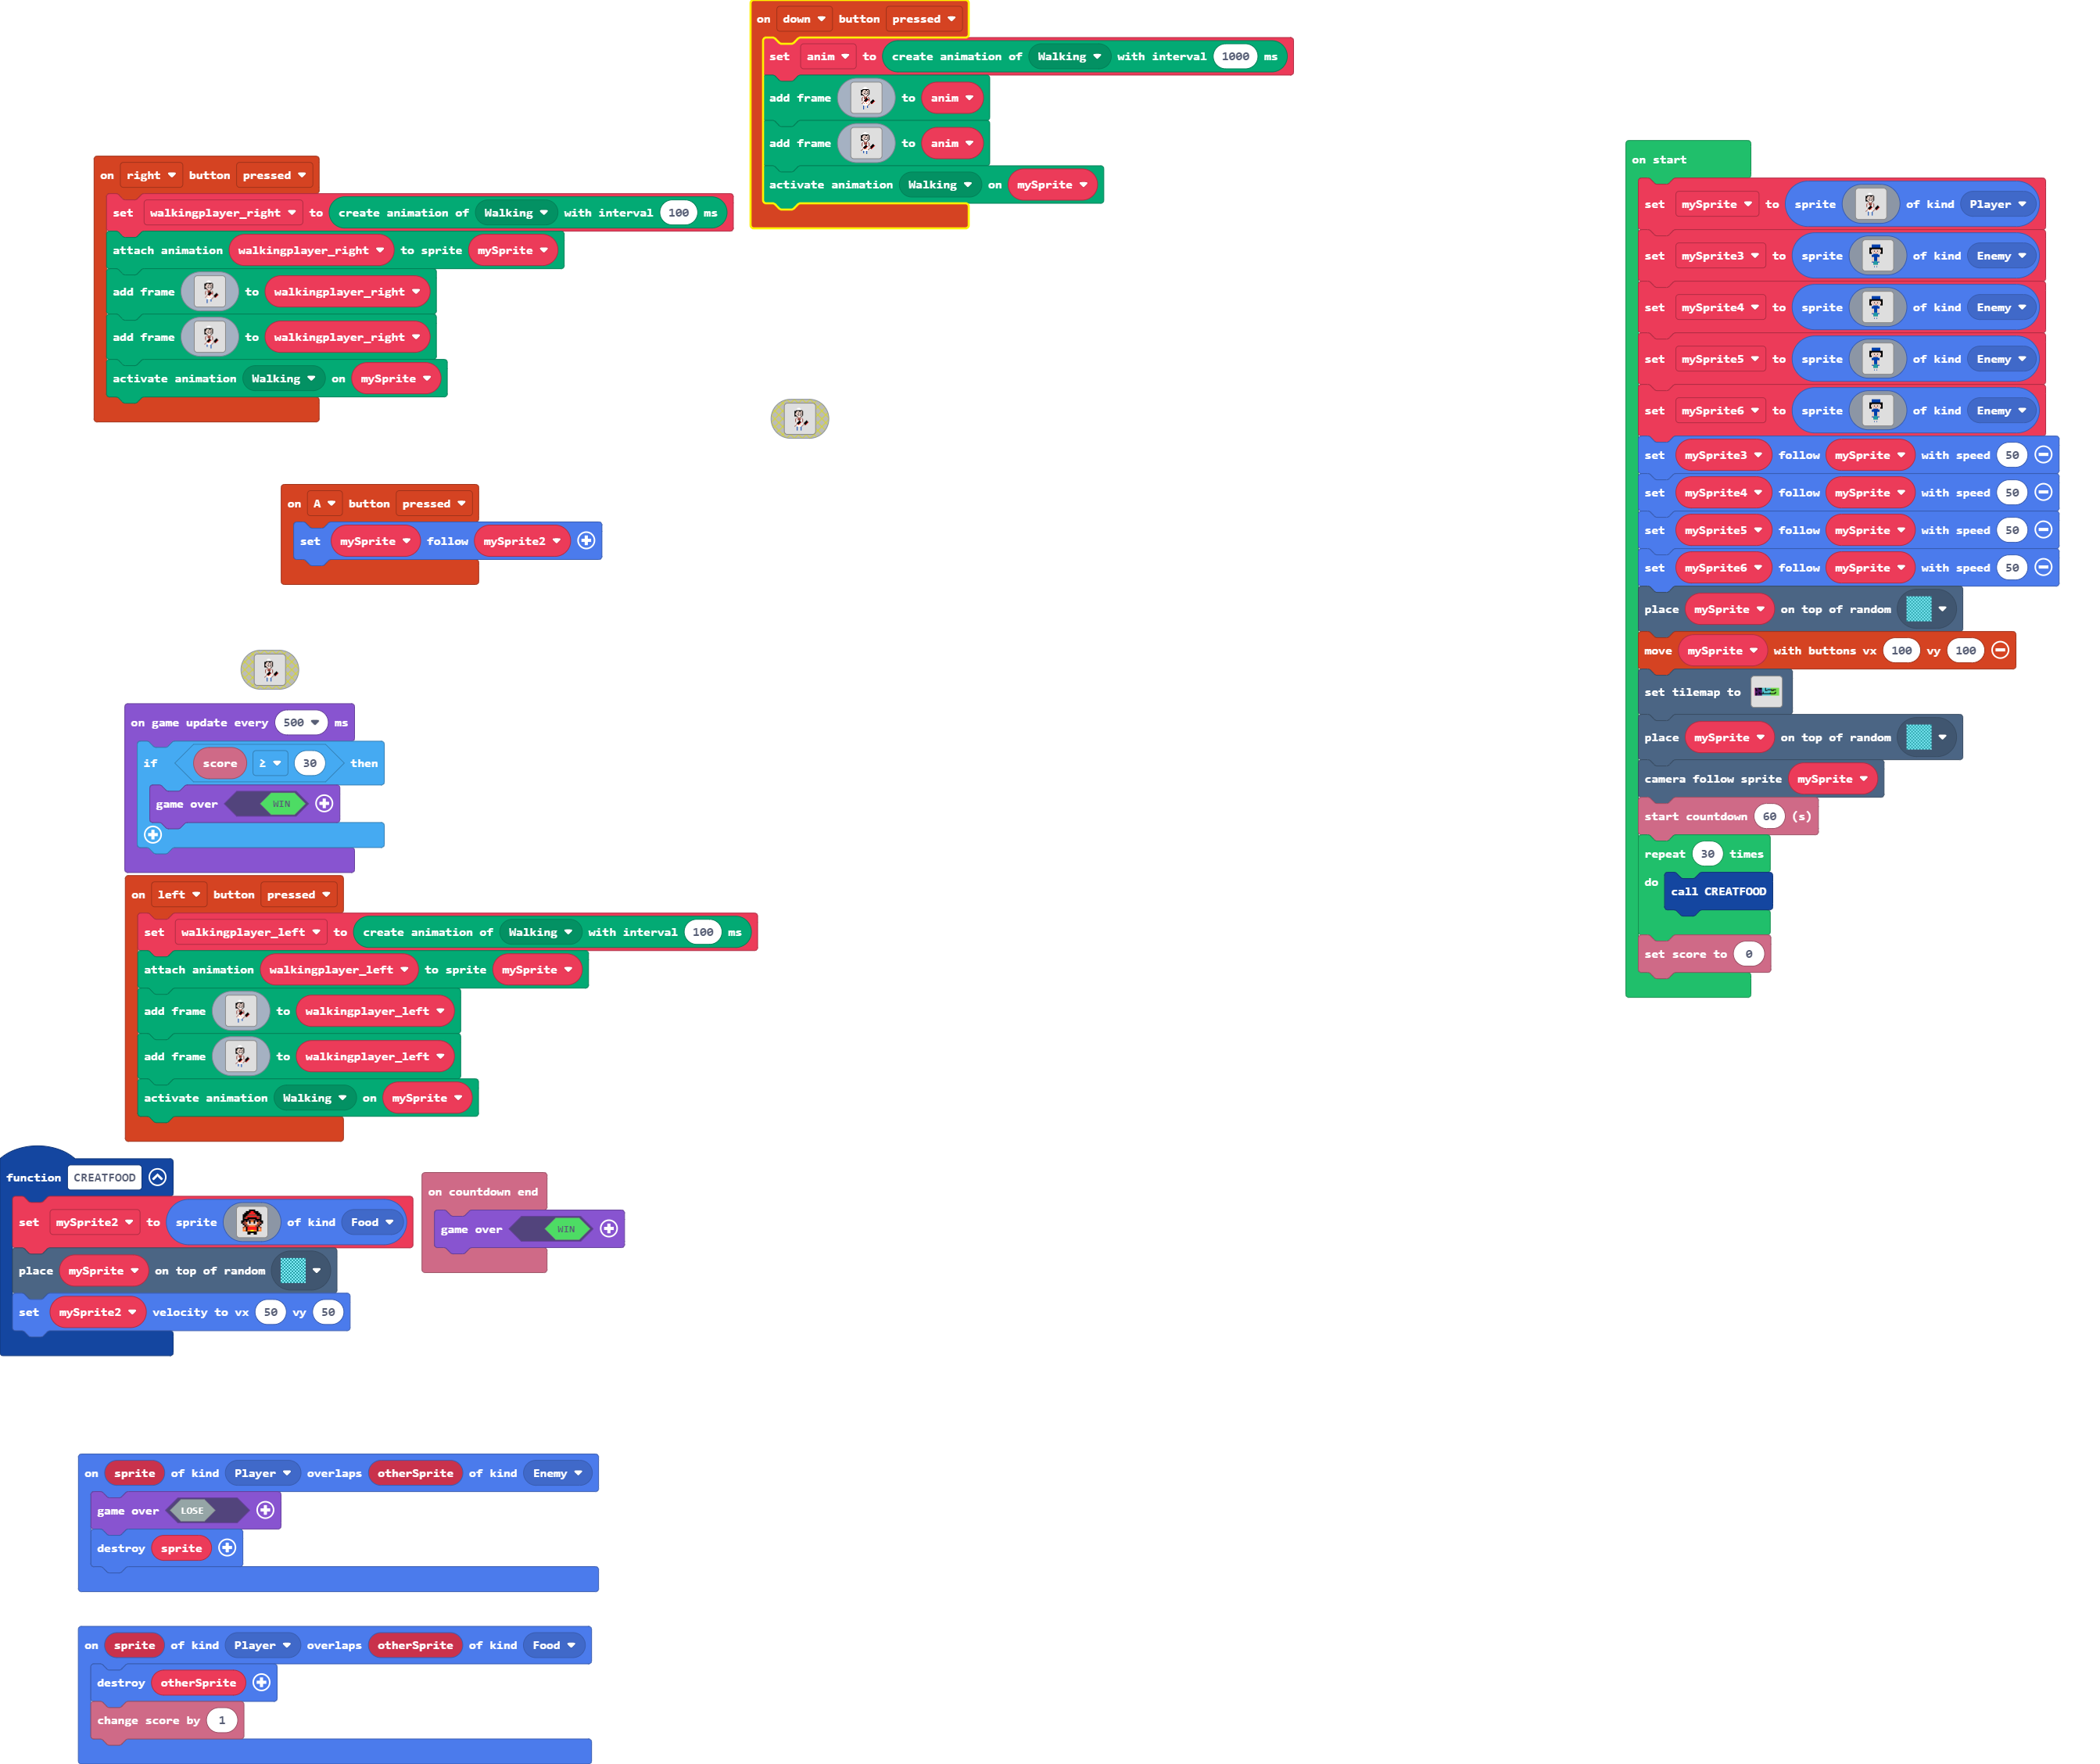 on down button pressed
set anim to create animation of Walking with interval 1000 ms
add frame to anim
add frame to anim
activate animation Walking on mySprite
on right button pressed
set walkingplayer_right to create animation of Walking with interval 100 ms
attach animation walkingplayer_right to sprite mySprite
add frame to walkingplayer_right
add frame to walkingplayer_right
activate animation Walking on mySprite
on A button pressed
set mySprite follow mySprite2
on game update every 500 ms
if score ≥ 30 then
game over WIN
on left button pressed
set walkingplayer_left to create animation of Walking with interval 100 ms
attach animation walkingplayer_left to sprite mySprite
add frame to walkingplayer_left
add frame to walkingplayer_left
activate animation Walking on mySprite
function CREATFOOD
set mySprite2 to sprite of kind Food
place mySprite on top of random
set mySprite2 velocity to vx 50 vy 50
on countdown end
game over WIN
on sprite of kind Player overlaps otherSprite of kind Enemy
game over LOSE
destroy sprite
on sprite of kind Player overlaps otherSprite of kind Food
destroy otherSprite
change score by 1
on start
set mySprite to sprite of kind Player
set mySprite3 to sprite of kind Enemy
set mySprite4 to sprite of kind Enemy
set mySprite5 to sprite of kind Enemy
set mySprite6 to sprite of kind Enemy
set mySprite3 follow mySprite with speed 50
set mySprite4 follow mySprite with speed 50
set mySprite5 follow mySprite with speed 50
set mySprite6 follow mySprite with speed 50
place mySprite on top of random
move mySprite with buttons vx 100 vy 100
set tilemap to
place mySprite on top of random
camera follow sprite mySprite
start countdown 60 (s)
repeat 30 times
do call CREATFOOD
set score to 0